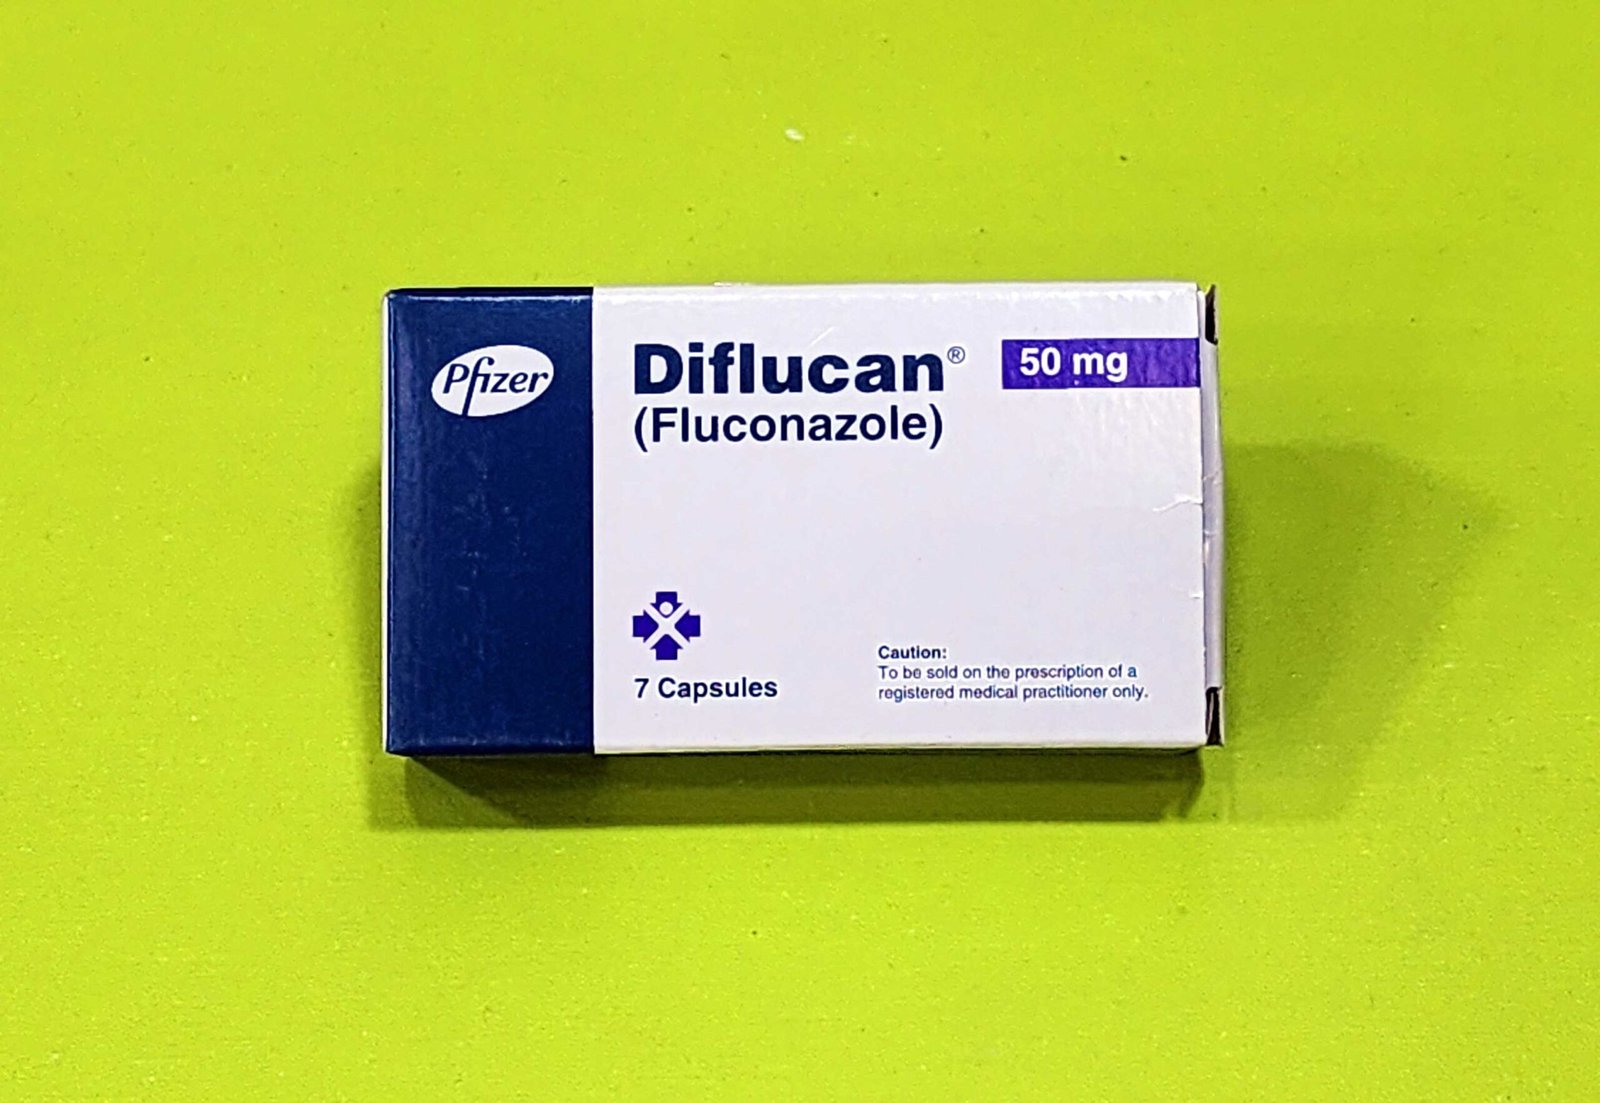 Pfizer
Diflucan®
50 mg
(Fluconazole)
7 Capsules
Caution:
To be sold on the prescription of a
registered medical practitioner only.